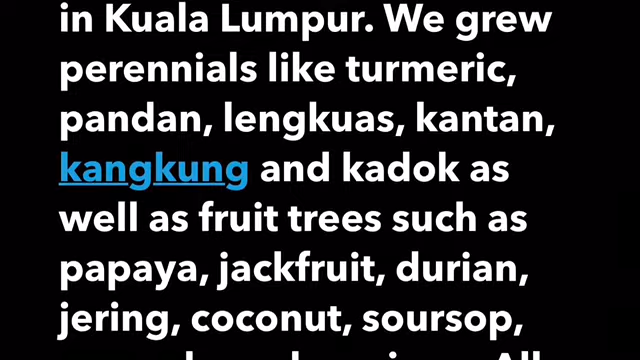 in Kuala Lumpur. We grew
perennials like turmeric,
pandan, lengkuas, kantan,
kangkung and kadok as
well as fruit trees such as
papaya, jackfruit, durian,
jering, coconut, soursop,
All